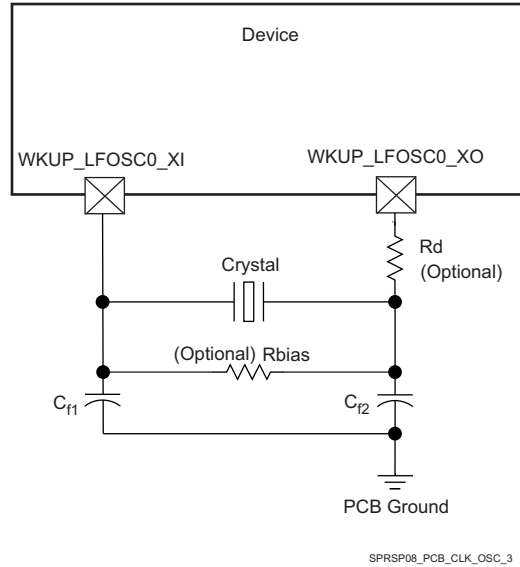 Device
WKUP_LFOSC0_XI
WKUP_LFOSC0_XO
Rd
(Optional)
Crystal
(Optional) Rbias
Cf1
Cf2
PCB Ground
SPRSP08_PCB_CLK_OSC_3